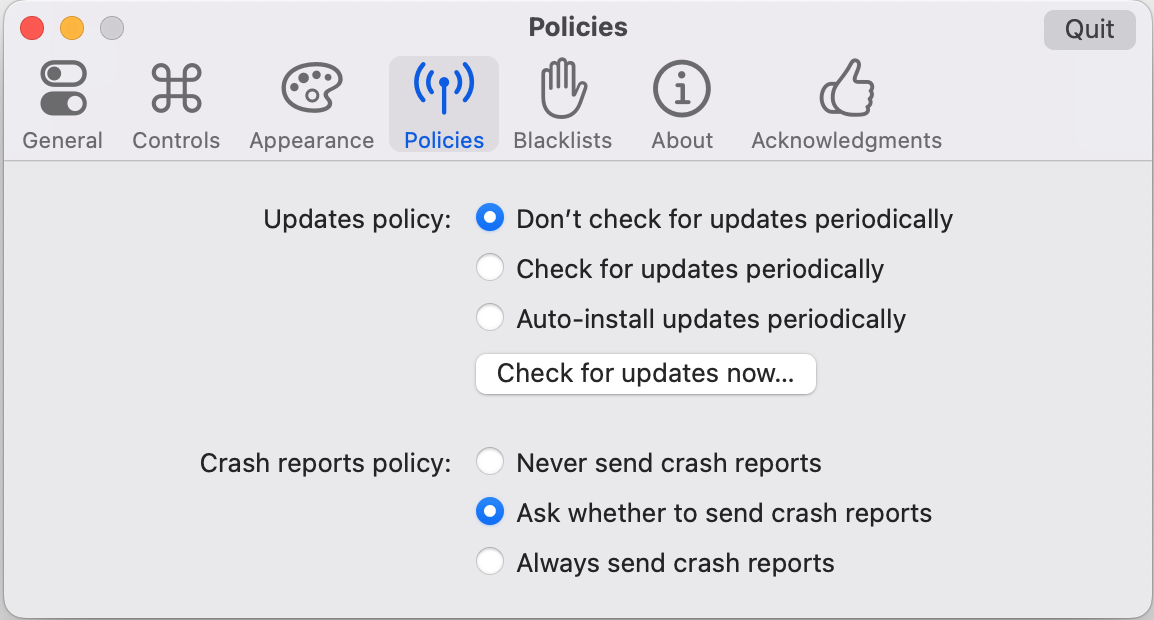 Policies
Quit
General Controls Appearance Policies Blacklists About Acknowledgments
Updates policy: Don’t check for updates periodically
Check for updates periodically
Auto-install updates periodically
Check for updates now...
Crash reports policy: Never send crash reports
Ask whether to send crash reports
Always send crash reports